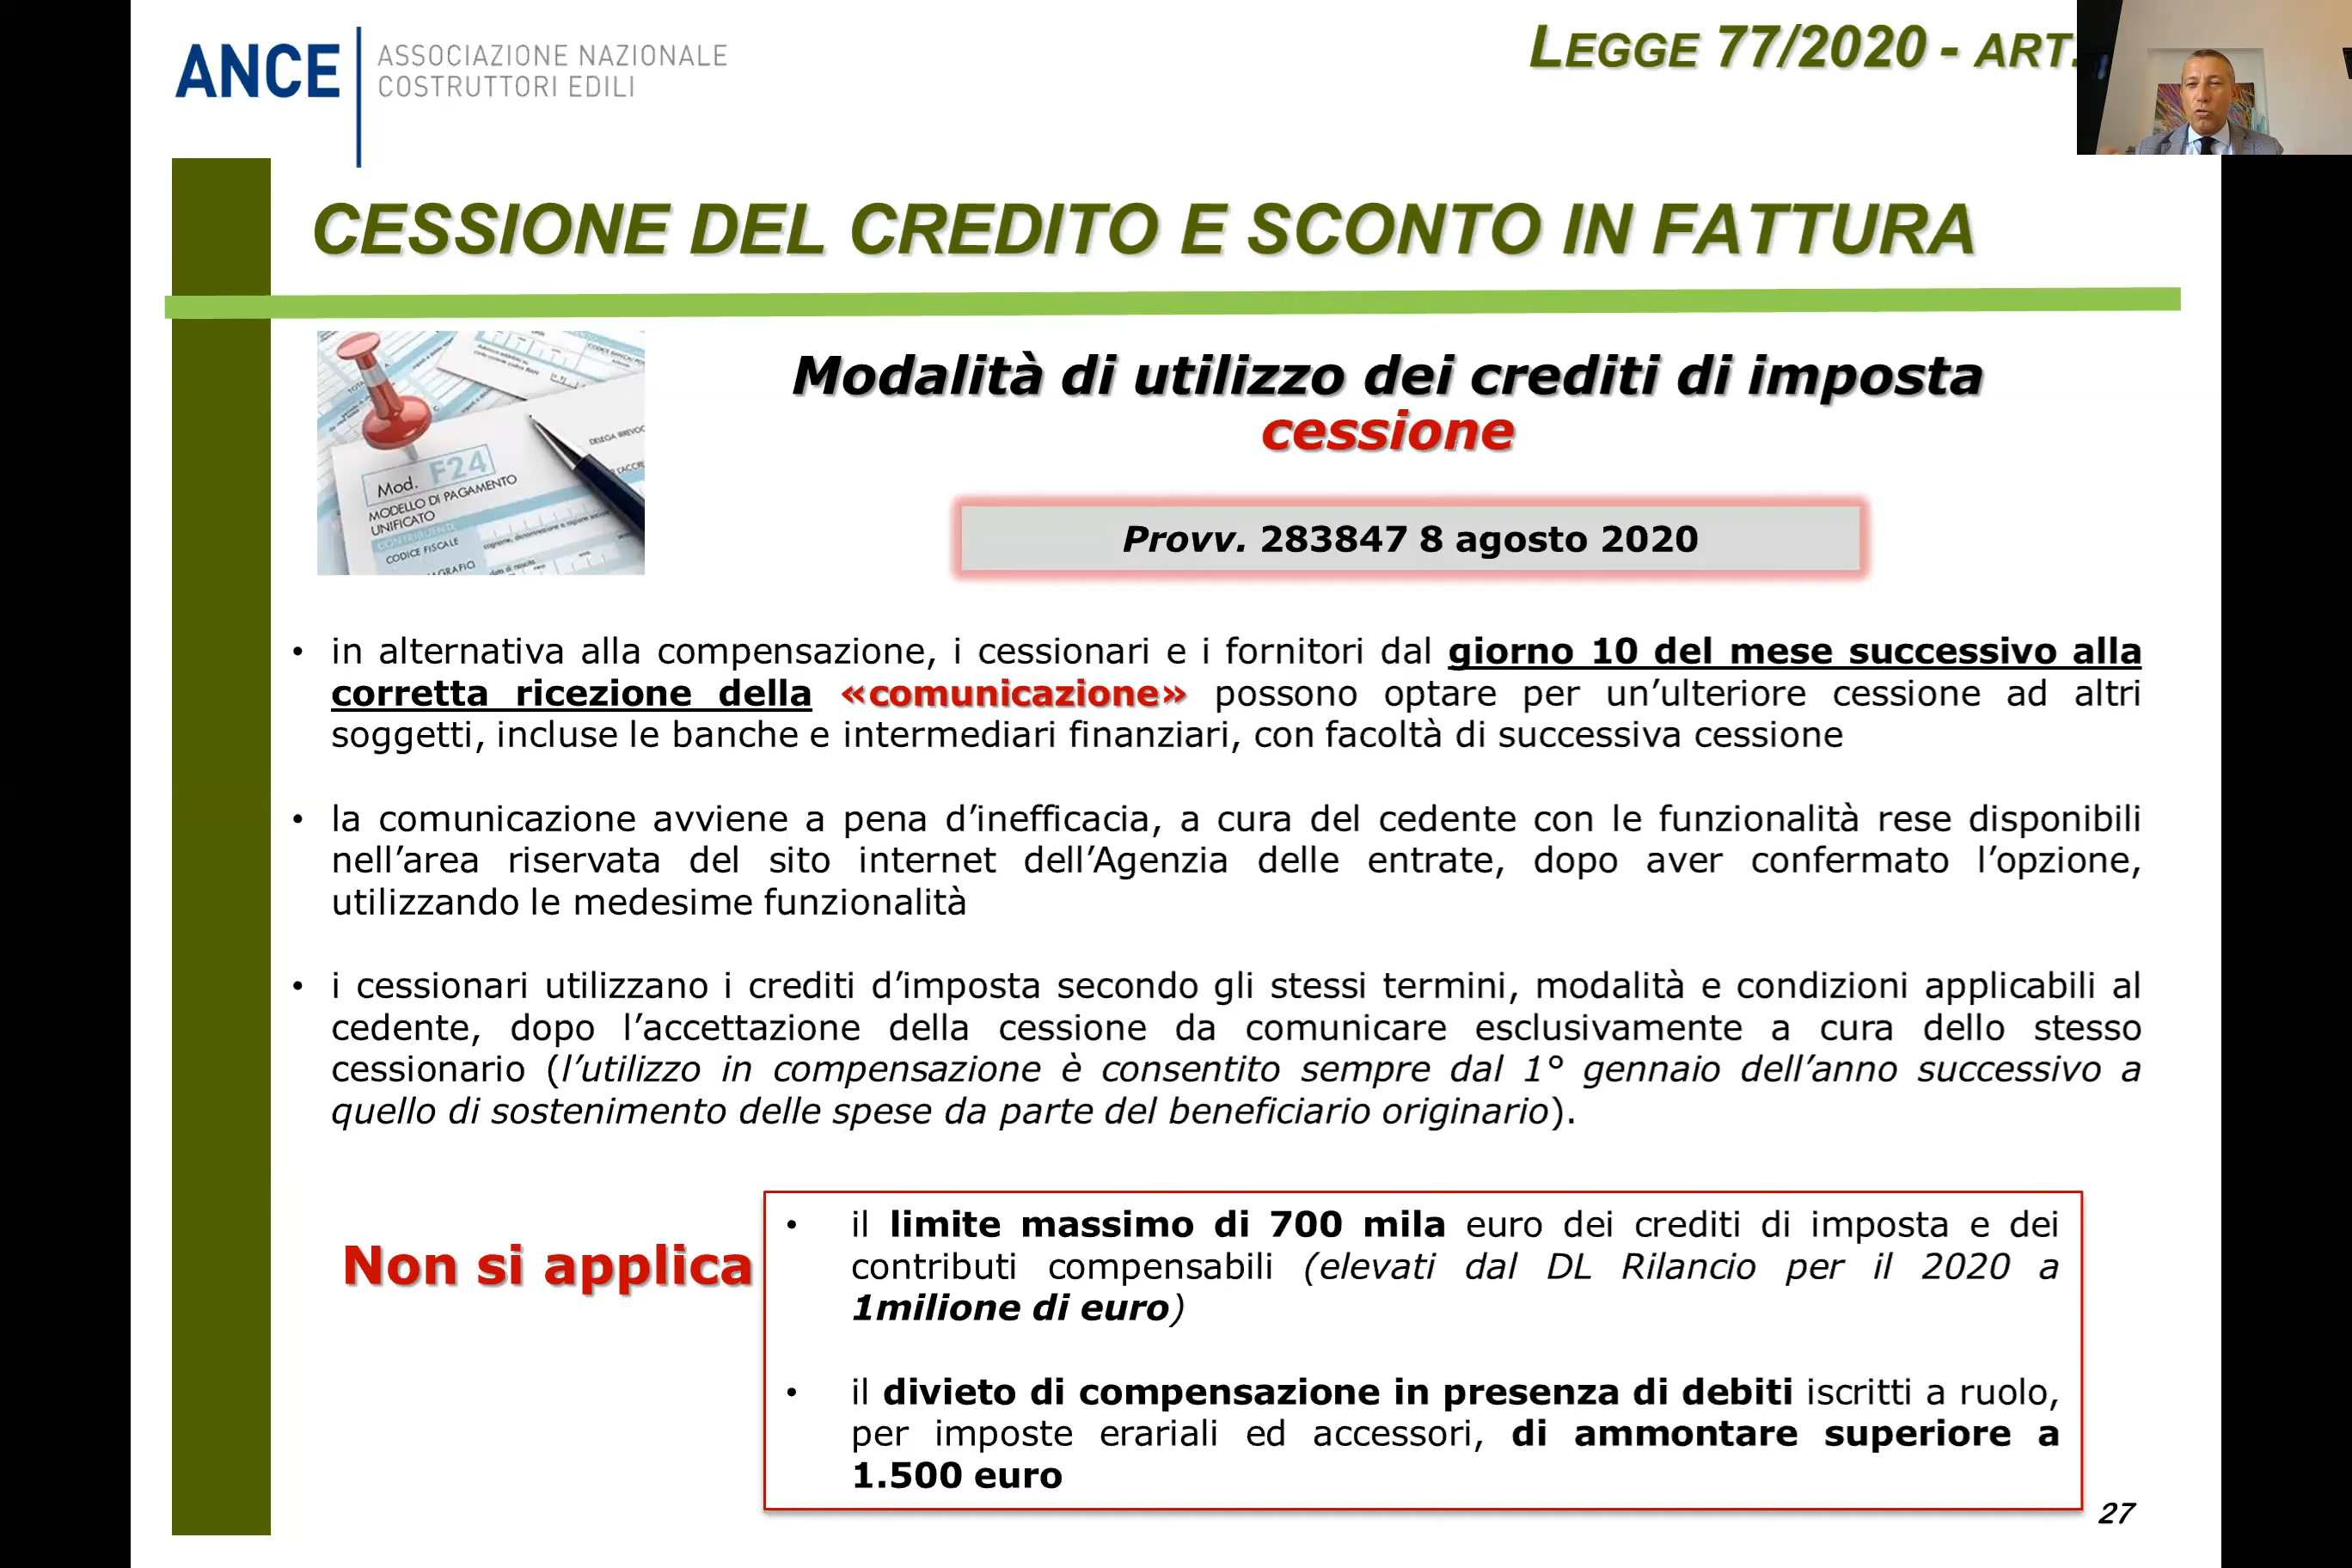 ANCE
ASSOCIAZIONE NAZIONALE
COSTRUTTORI EDILI
LEGGE 77/2020 - ART.
CESSIONE DEL CREDITO E SCONTO IN FATTURA
Mod. F24
MODELLO DI PAGAMENTO
UNIFICATO
CONTRIBUENTE
CODICE FISCALE
Modalità di utilizzo dei crediti di imposta
cessione
Provv. 283847 8 agosto 2020
• in alternativa alla compensazione, i cessionari e i fornitori dal giorno 10 del mese successivo alla
corretta ricezione della «comunicazione» possono optare per un’ulteriore cessione ad altri
soggetti, incluse le banche e intermediari finanziari, con facoltà di successiva cessione
• la comunicazione avviene a pena d’inefficacia, a cura del cedente con le funzionalità rese disponibili
nell’area riservata del sito internet dell’Agenzia delle entrate, dopo aver confermato l’opzione,
utilizzando le medesime funzionalità
• i cessionari utilizzano i crediti d’imposta secondo gli stessi termini, modalità e condizioni applicabili al
cedente, dopo l’accettazione della cessione da comunicare esclusivamente a cura dello stesso
cessionario (l’utilizzo in compensazione è consentito sempre dal 1° gennaio dell’anno successivo a
quello di sostenimento delle spese da parte del beneficiario originario).
Non si applica
• il limite massimo di 700 mila euro dei crediti di imposta e dei
contributi compensabili (elevati dal DL Rilancio per il 2020 a
1milione di euro)
• il divieto di compensazione in presenza di debiti iscritti a ruolo,
per imposte erariali ed accessori, di ammontare superiore a
1.500 euro
27